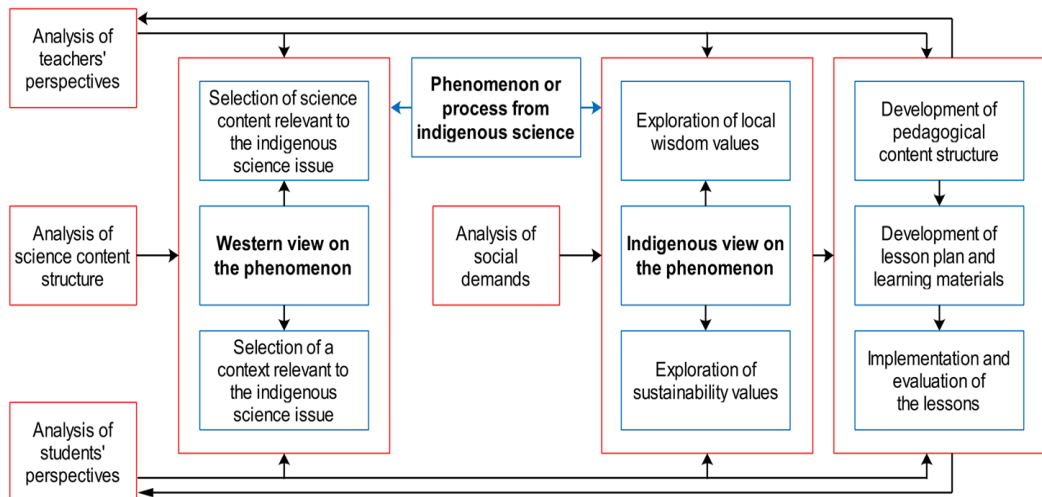 Analysis of
teachers'
perspectives
Selection of science
content relevant to
the indigenous
science issue
Phenomenon or
process from
indigenous science
Exploration of local
wisdom values
Development of
pedagogical
content structure
Analysis of
science content
structure
Western view on
the phenomenon
Analysis of
social
demands
Indigenous view on
the phenomenon
Development of
lesson plan and
learning materials
Selection of a
context relevant to
the indigenous
science issue
Exploration of
sustainability values
Implementation and
evaluation of
the lessons
Analysis of
students'
perspectives